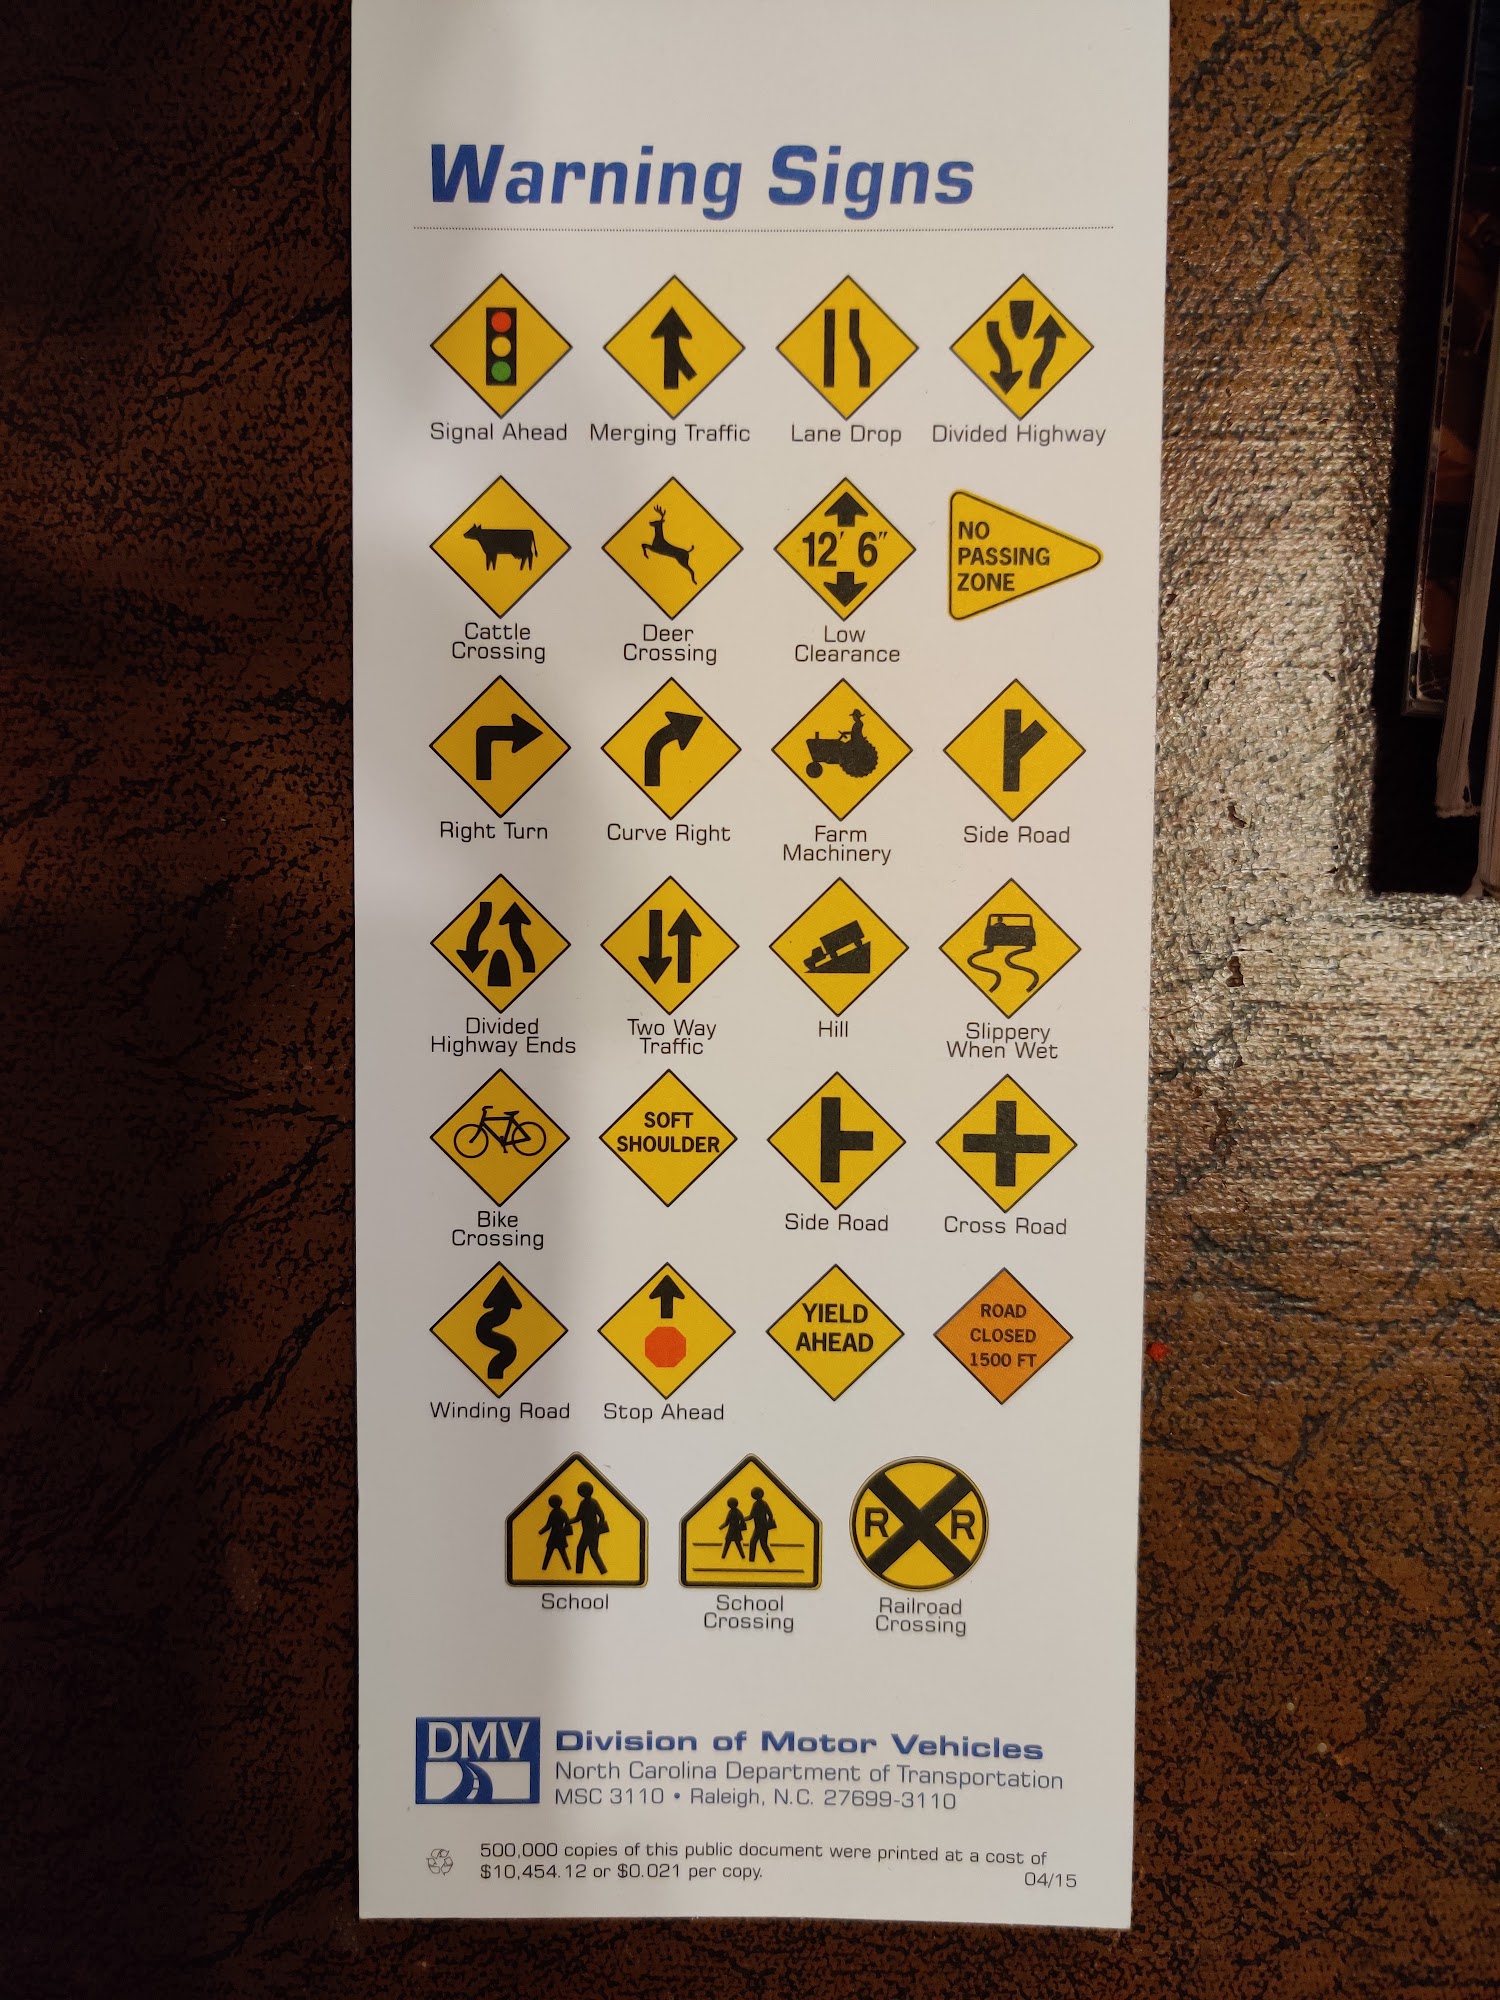 Warning Signs
Signal Ahead
Merging Traffic
Lane Drop
Divided Highway
Cattle
Crossing
Deer
Crossing
12' 6"
Low
Clearance
NO
PASSING
ZONE
Right Turn
Curve Right
Farm
Machinery
Side Road
Divided
Highway Ends
Two Way
Traffic
Hill
Slippery
When Wet
Bike
Crossing
SOFT
SHOULDER
Side Road
Cross Road
Winding Road
Stop Ahead
YIELD
AHEAD
ROAD
CLOSED
1500 FT
School
School
Crossing
R R
Railroad
Crossing
DMV
Division of Motor Vehicles
North Carolina Department of Transportation
MSC 3110 • Raleigh, N.C. 27699-3110
500,000 copies of this public document were printed at a cost of
$10,454.12 or $0.021 per copy.
04/15